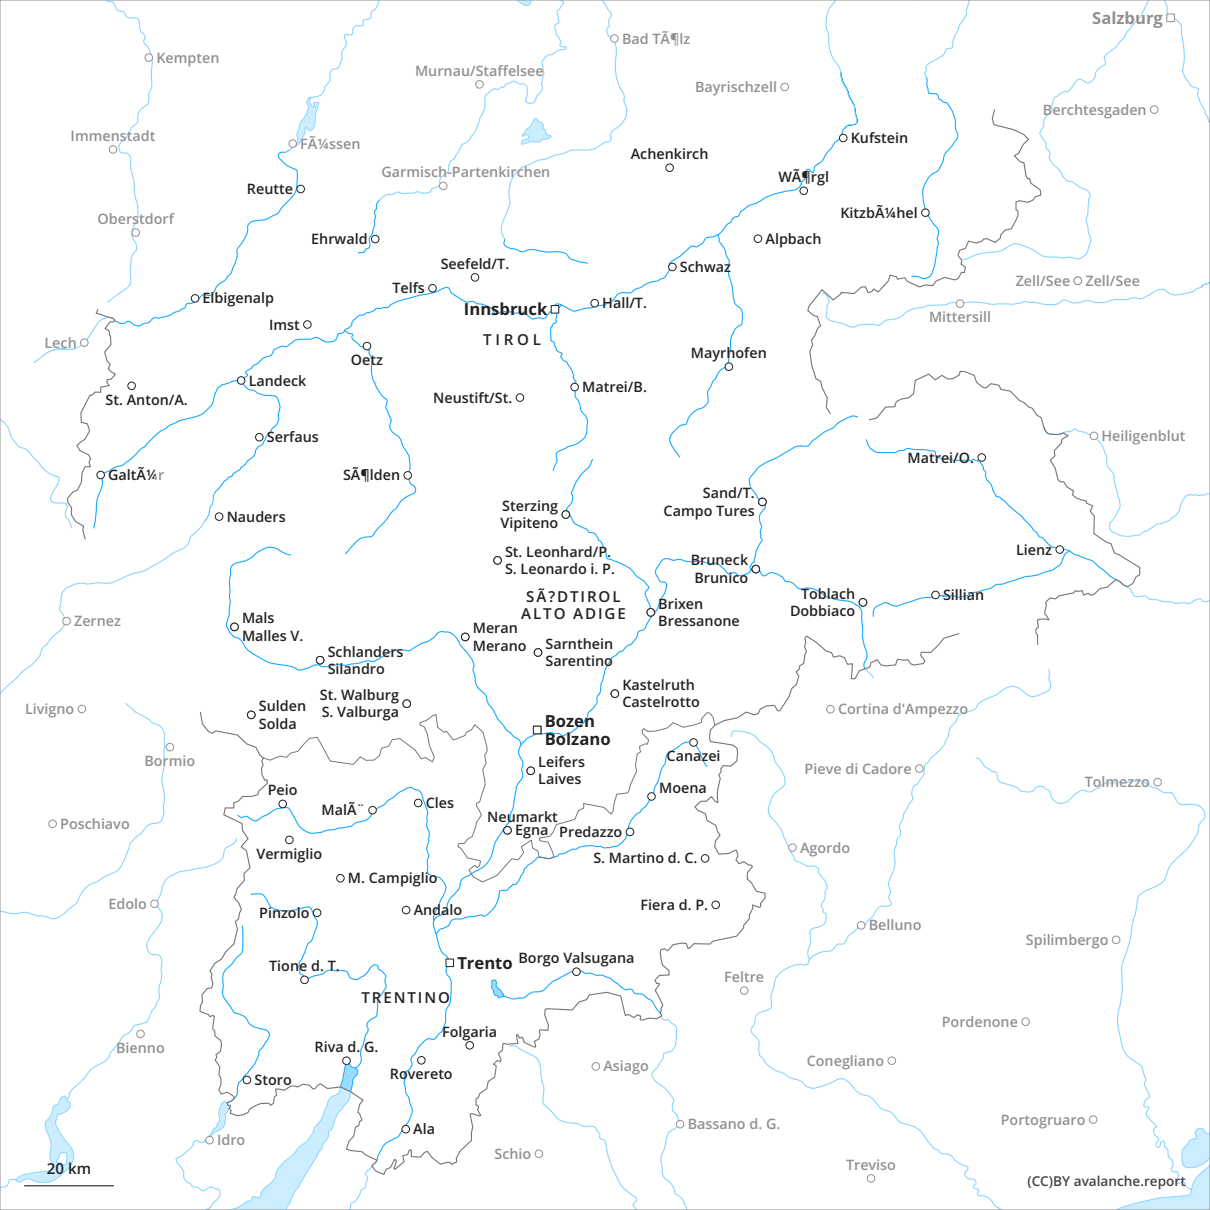 Salzburg
Bad TÃ¶lz
Kempten
Murnau/Staffelsee
Bayrischzell
Berchtesgaden
Immenstadt
FÃ¼ssen
Kufstein
Achenkirch
Garmisch-Partenkirchen
WÃ¶rgl
Reutte
KitzbÃ¼hel
Oberstdorf
Ehrwald
Alpbach
Seefeld/T.
Schwaz
Zell/See
Zell/See
Telfs
Elbigenalp
Hall/T.
Innsbruck
Mittersill
Imst
TIROL
Lech
Mayrhofen
Oetz
Landeck
Matrei/B.
St. Anton/A.
Neustift/St.
Serfaus
Heiligenblut
Matrei/O.
GaltÃ¼r
SÃ¶lden
Sand/T.
Campo Tures
Sterzing
Vipiteno
Nauders
Lienz
St. Leonhard/P.
S. Leonardo i. P.
Bruneck
Brunico
SÃ?DTIROL
ALTO ADIGE
Toblach
Dobbiaco
Sillian
Brixen
Bressanone
Zernez
Mals
Malles V.
Meran
Merano
Sarnthein
Sarentino
Schlanders
Silandro
Kastelruth
Castelrotto
St. Walburg
S. Valburga
Livigno
Sulden
Solda
Cortina d'Ampezzo
Bozen
Bolzano
Canazei
Bormio
Leifers
Laives
Pieve di Cadore
Tolmezzo
Peio
Moena
MalÃ¨
Cles
Neumarkt
Egna
Poschiavo
Predazzo
Vermiglio
Agordo
S. Martino d. C.
M. Campiglio
Edolo
Pinzolo
Andalo
Fiera d. P.
Belluno
Spilimbergo
Borgo Valsugana
Trento
Tione d. T.
Feltre
TRENTINO
Pordenone
Folgaria
Bienno
Riva d. G.
Conegliano
Asiago
Rovereto
Storo
Portogruaro
Bassano d. G.
Ala
Idro
Schio
Treviso
20 km
(CC)BY avalanche.report